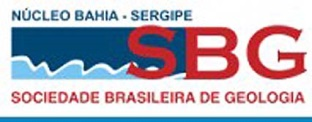 NÚCLEO BAHIA - SERGIPE
SBG
SOCIEDADE BRASILEIRA DE GEOLOGIA